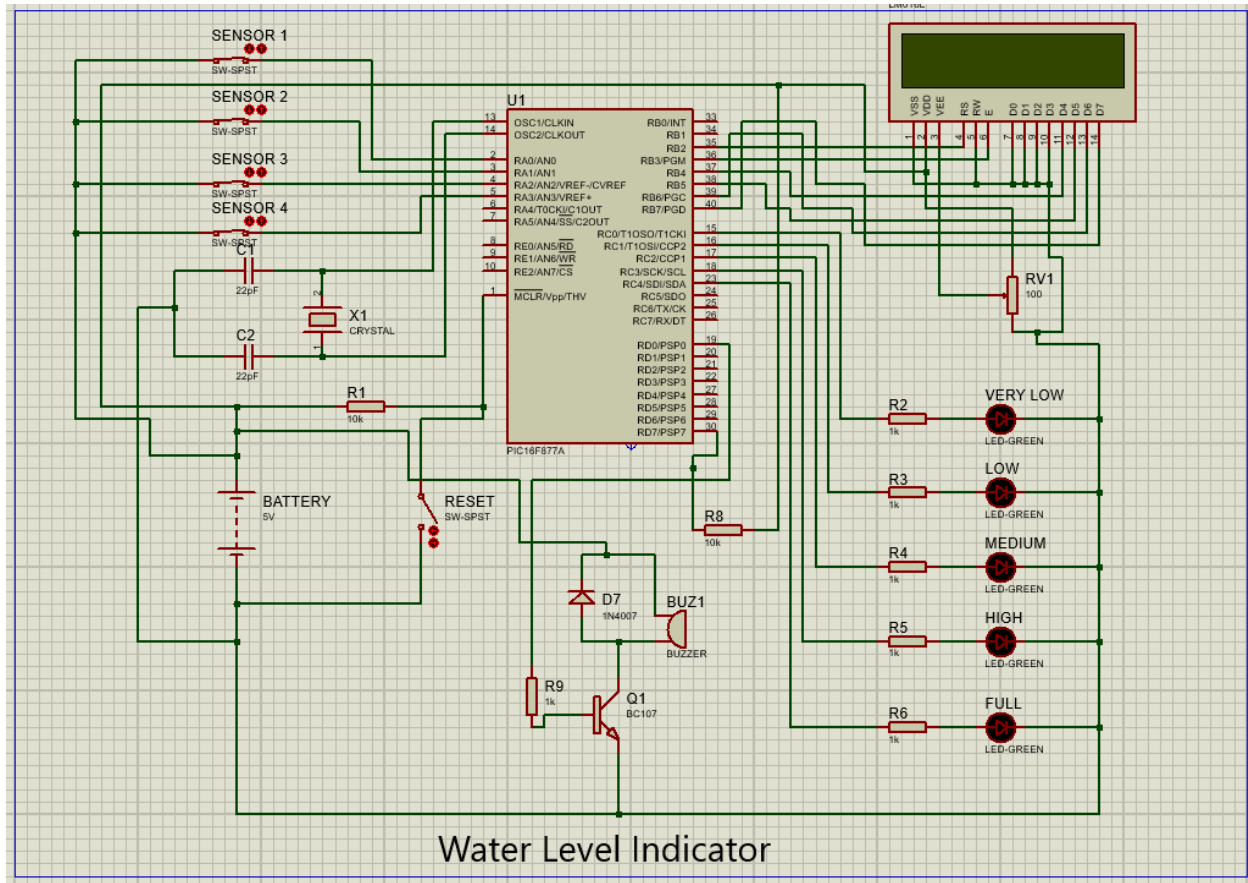 LM016L
SENSOR 1
SW-SPST
SENSOR 2
SW-SPST
SENSOR 3
SW-SPST
SENSOR 4
SW-SPST
C1
22pF
C2
22pF
X1
CRYSTAL
2
1
R1
10k
BATTERY
5V
RESET
SW-SPST
U1
13 OSC1/CLKIN
14 OSC2/CLKOUT
2 RA0/AN0
3 RA1/AN1
4 RA2/AN2/VREF-/CVREF
5 RA3/AN3/VREF+
6 RA4/T0CKI/C1OUT
7 RA5/AN4/SS/C2OUT
8 RE0/AN5/RD
9 RE1/AN6/WR
10 RE2/AN7/CS
1 MCLR/Vpp/THV
RB0/INT 33
RB1 34
RB2 35
RB3/PGM 36
RB4 37
RB5 38
RB6/PGC 39
RB7/PGD 40
RC0/T1OSO/T1CKI 15
RC1/T1OSI/CCP2 16
RC2/CCP1 17
RC3/SCK/SCL 18
RC4/SDI/SDA 23
RC5/SDO 24
RC6/TX/CK 25
RC7/RX/DT 26
RD0/PSP0 19
RD1/PSP1 20
RD2/PSP2 21
RD3/PSP3 22
RD4/PSP4 27
RD5/PSP5 28
RD6/PSP6 29
RD7/PSP7 30
PIC16F877A
VSS VDD VEE RS RW E D0 D1 D2 D3 D4 D5 D6 D7
1 2 3 4 5 6 7 8 9 10 11 12 13 14
RV1
100
R2
1k
VERY LOW
LED-GREEN
R3
1k
LOW
LED-GREEN
R4
1k
MEDIUM
LED-GREEN
R5
1k
HIGH
LED-GREEN
R6
1k
FULL
LED-GREEN
R8
10k
D7
1N4007
BUZ1
BUZZER
R9
1k
Q1
BC107
Water Level Indicator